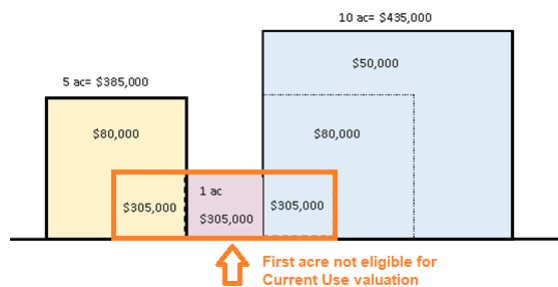 10 ac= $435,000
$50,000
5 ac= $385,000
$80,000
$80,000
1 ac
$305,000
$305,000
$305,000
First acre not eligible for
Current Use valuation